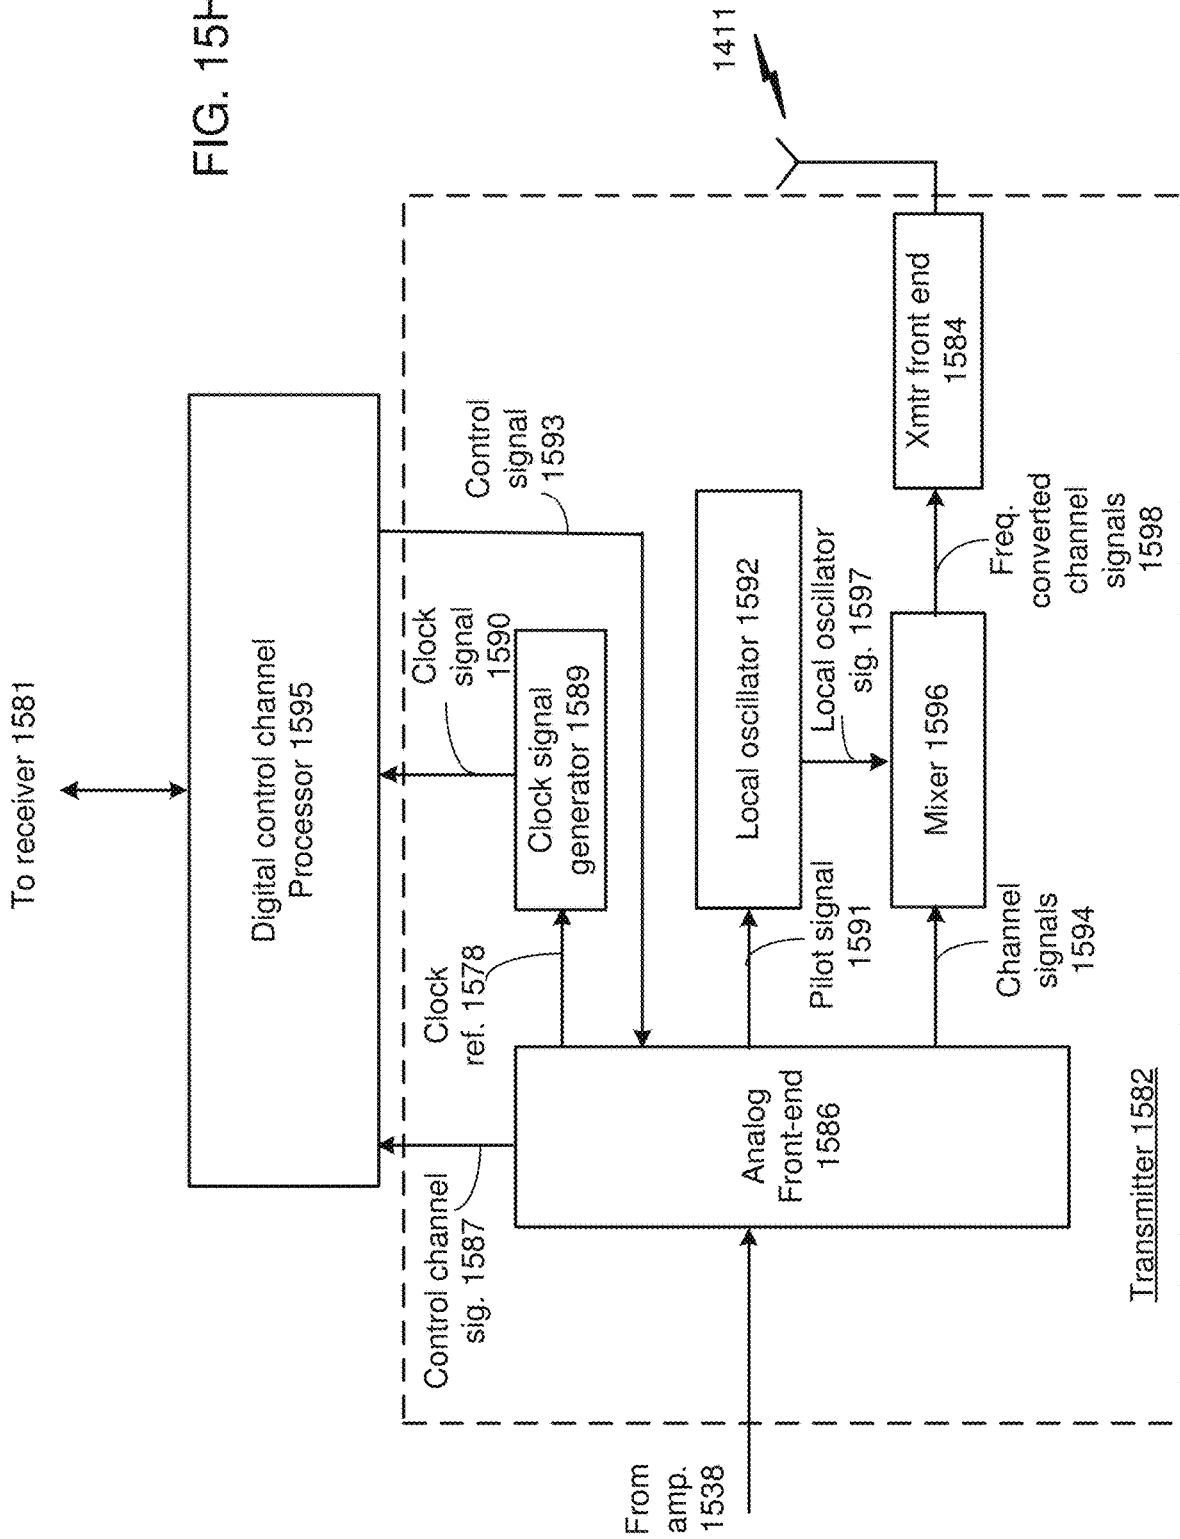 FIG. 15H
To receiver 1581
Digital control channel
Processor 1595
Control channel
sig. 1587
Clock
ref. 1578
Clock
signal
1590
Control
signal
1593
Clock signal
generator 1589
From
amp.
1538
Analog
Front-end
1586
Pilot signal
1591
Local oscillator 1592
Local oscillator
sig. 1597
Channel
signals
1594
Mixer 1596
Freq.
converted
channel
signals
1598
Xmtr front end
1584
1411
Transmitter 1582